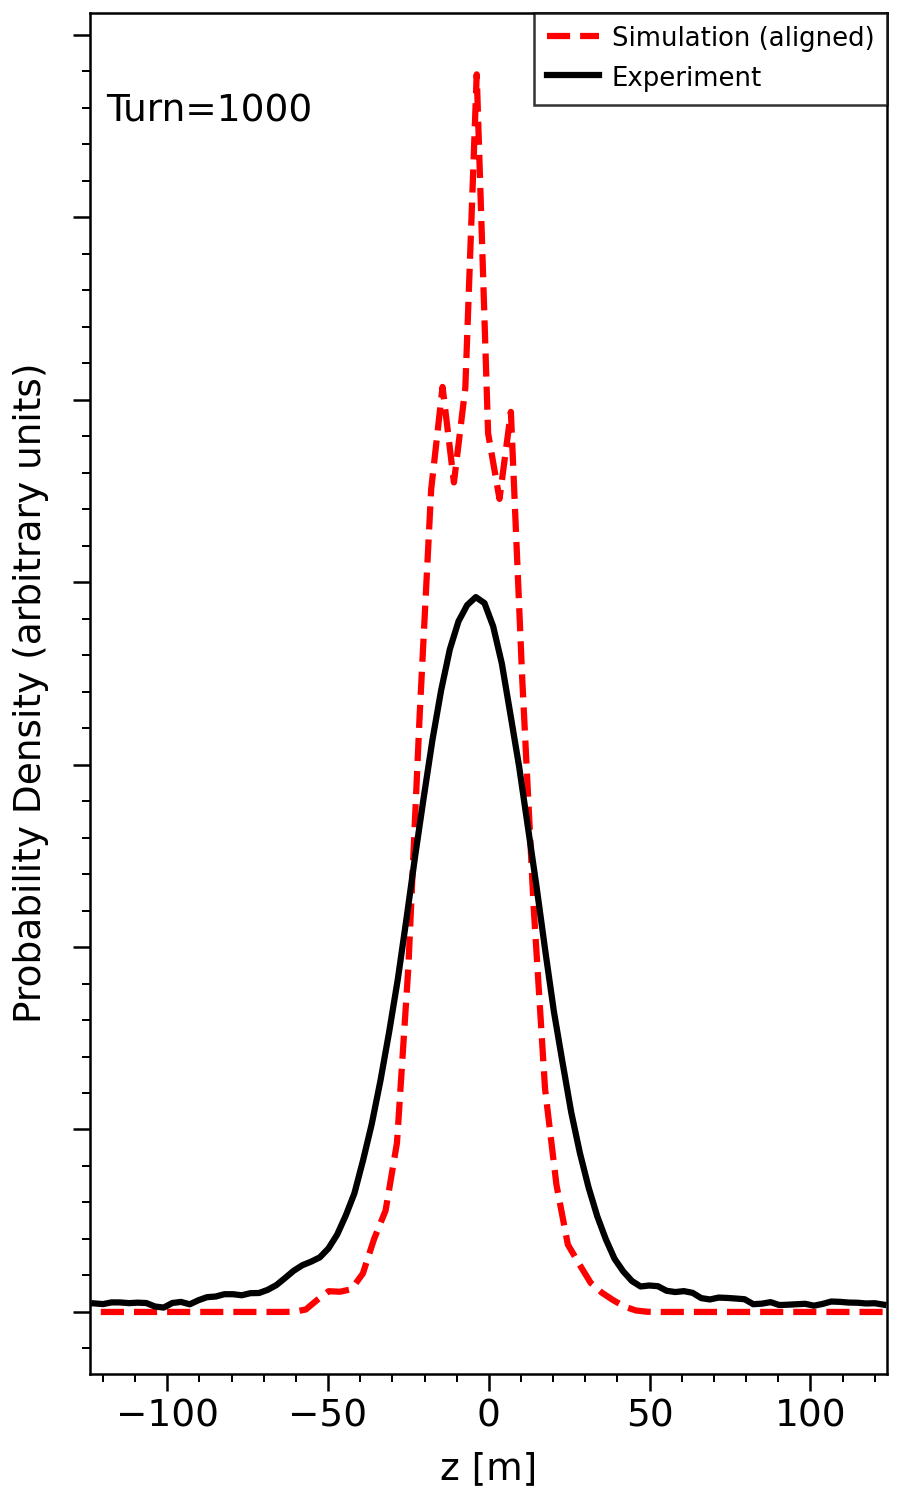 Simulation (aligned)
Experiment
Turn=1000
Probability Density (arbitrary units)
−100 −50 0 50 100
z [m]